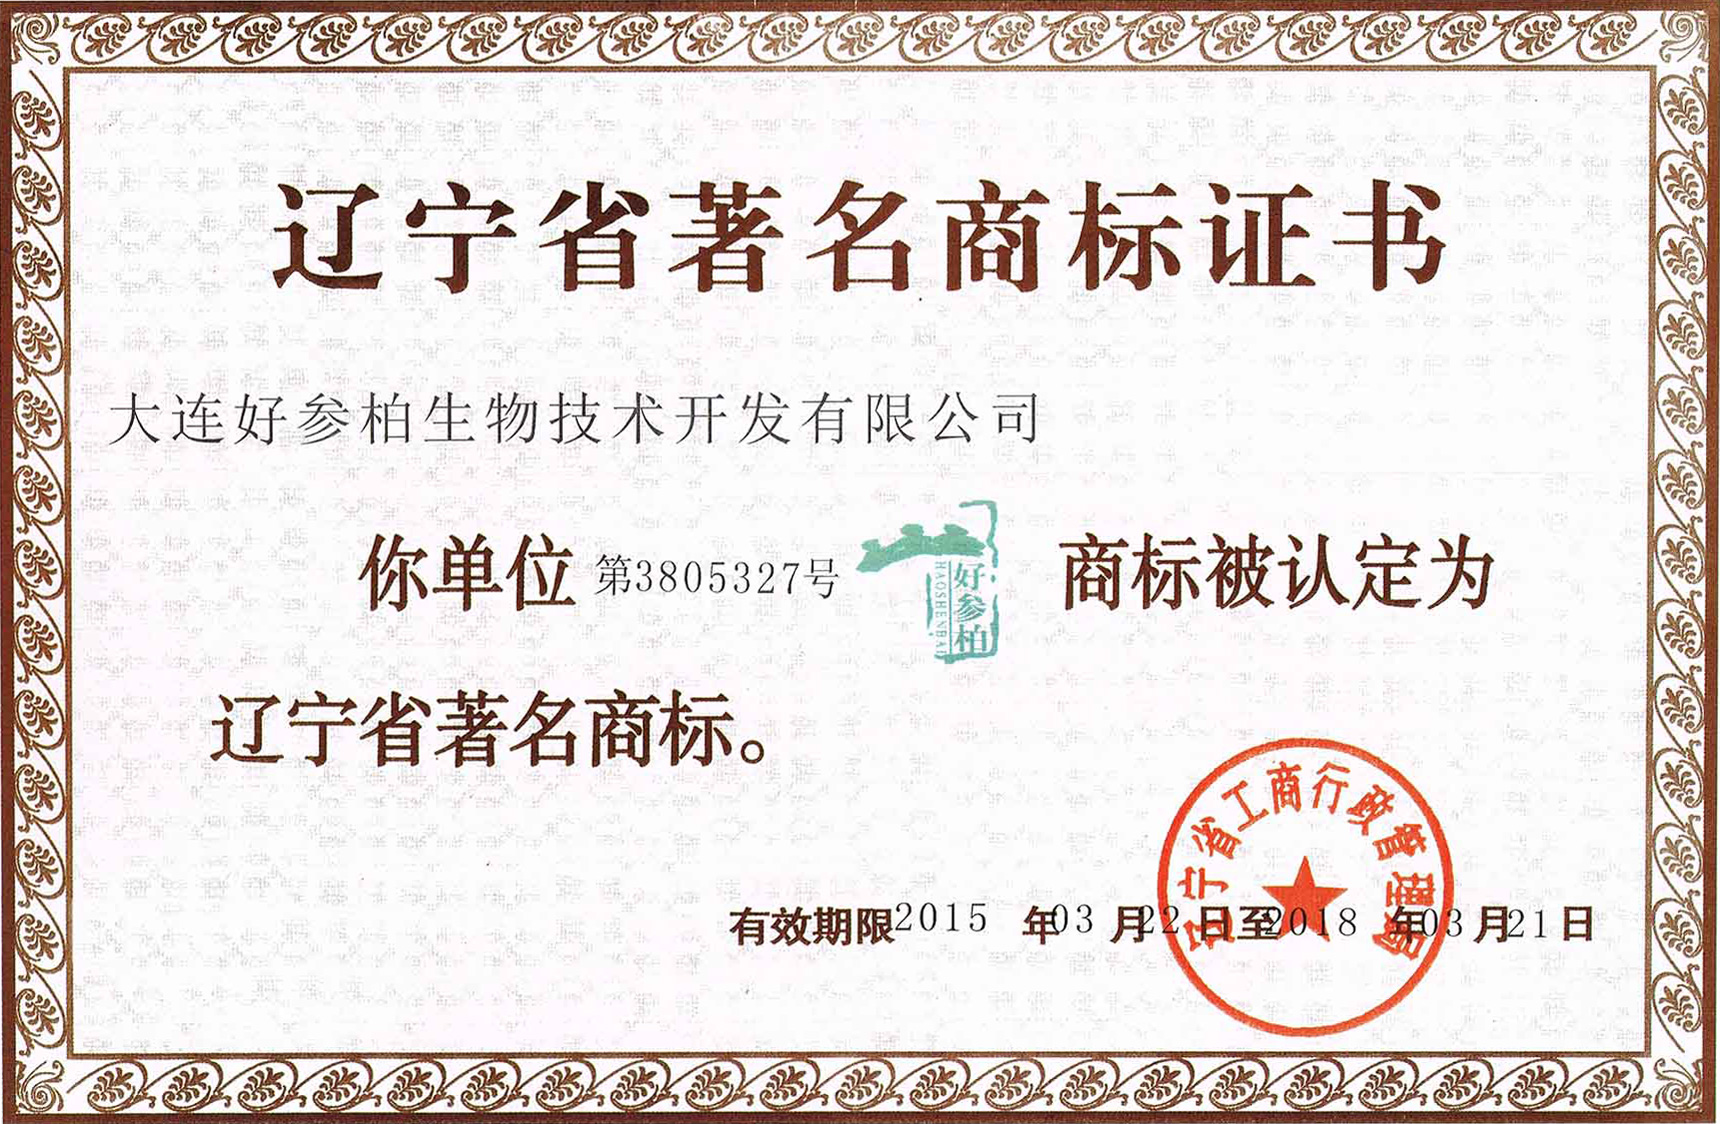 辽宁省著名商标证书
大连好参柏生物技术开发有限公司
你单位 第3805327号 好参柏 HAOSHENBAI 商标被认定为
辽宁省著名商标。
辽宁省工商行政管理局
有效期限2015 年03 月22 日至2018 年03月21日